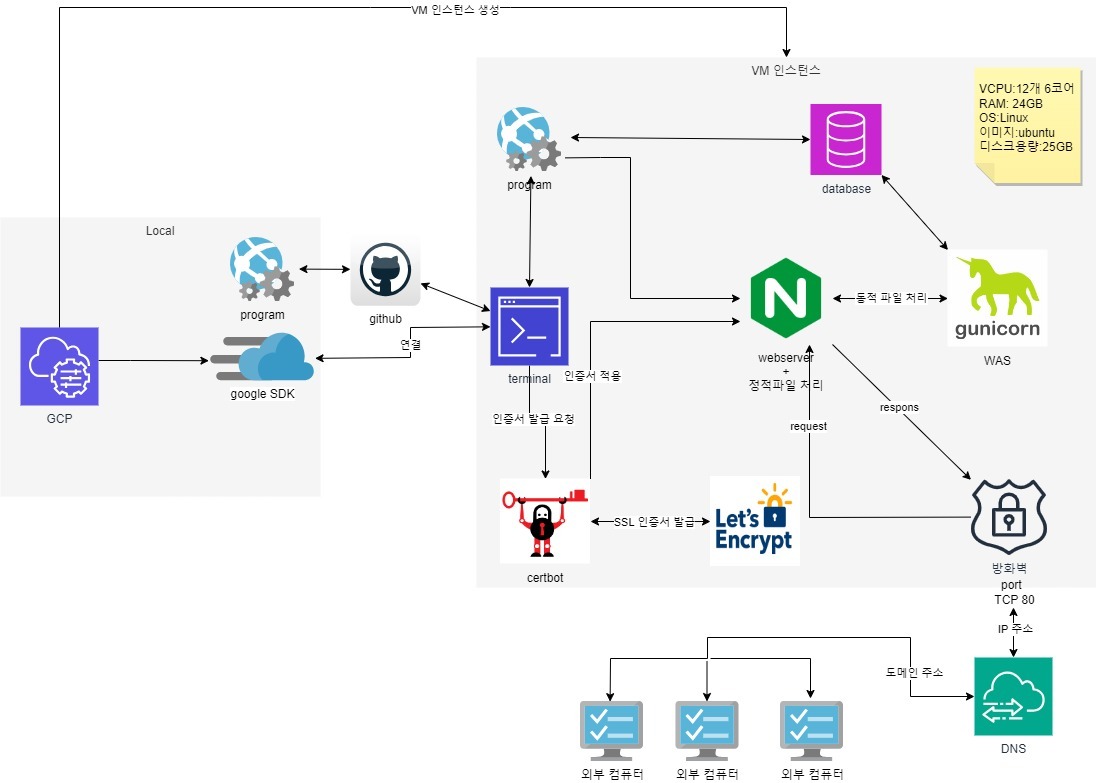 VM 인스턴스 생성
VM 인스턴스
VCPU:12개 6코어
RAM: 24GB
OS:Linux
이미지:ubuntu
디스크용량:25GB
program
database
Local
program
github
연결
google SDK
GCP
terminal
인증서 적용
webserver
+
정적파일 처리
동적 파일 처리
gunicorn
WAS
인증서 발급 요청
request
respons
certbot
SSL 인증서 발급
Let's
Encrypt
방화벽
port
TCP 80
IP 주소
도메인 주소
DNS
외부 컴퓨터
외부 컴퓨터
외부 컴퓨터